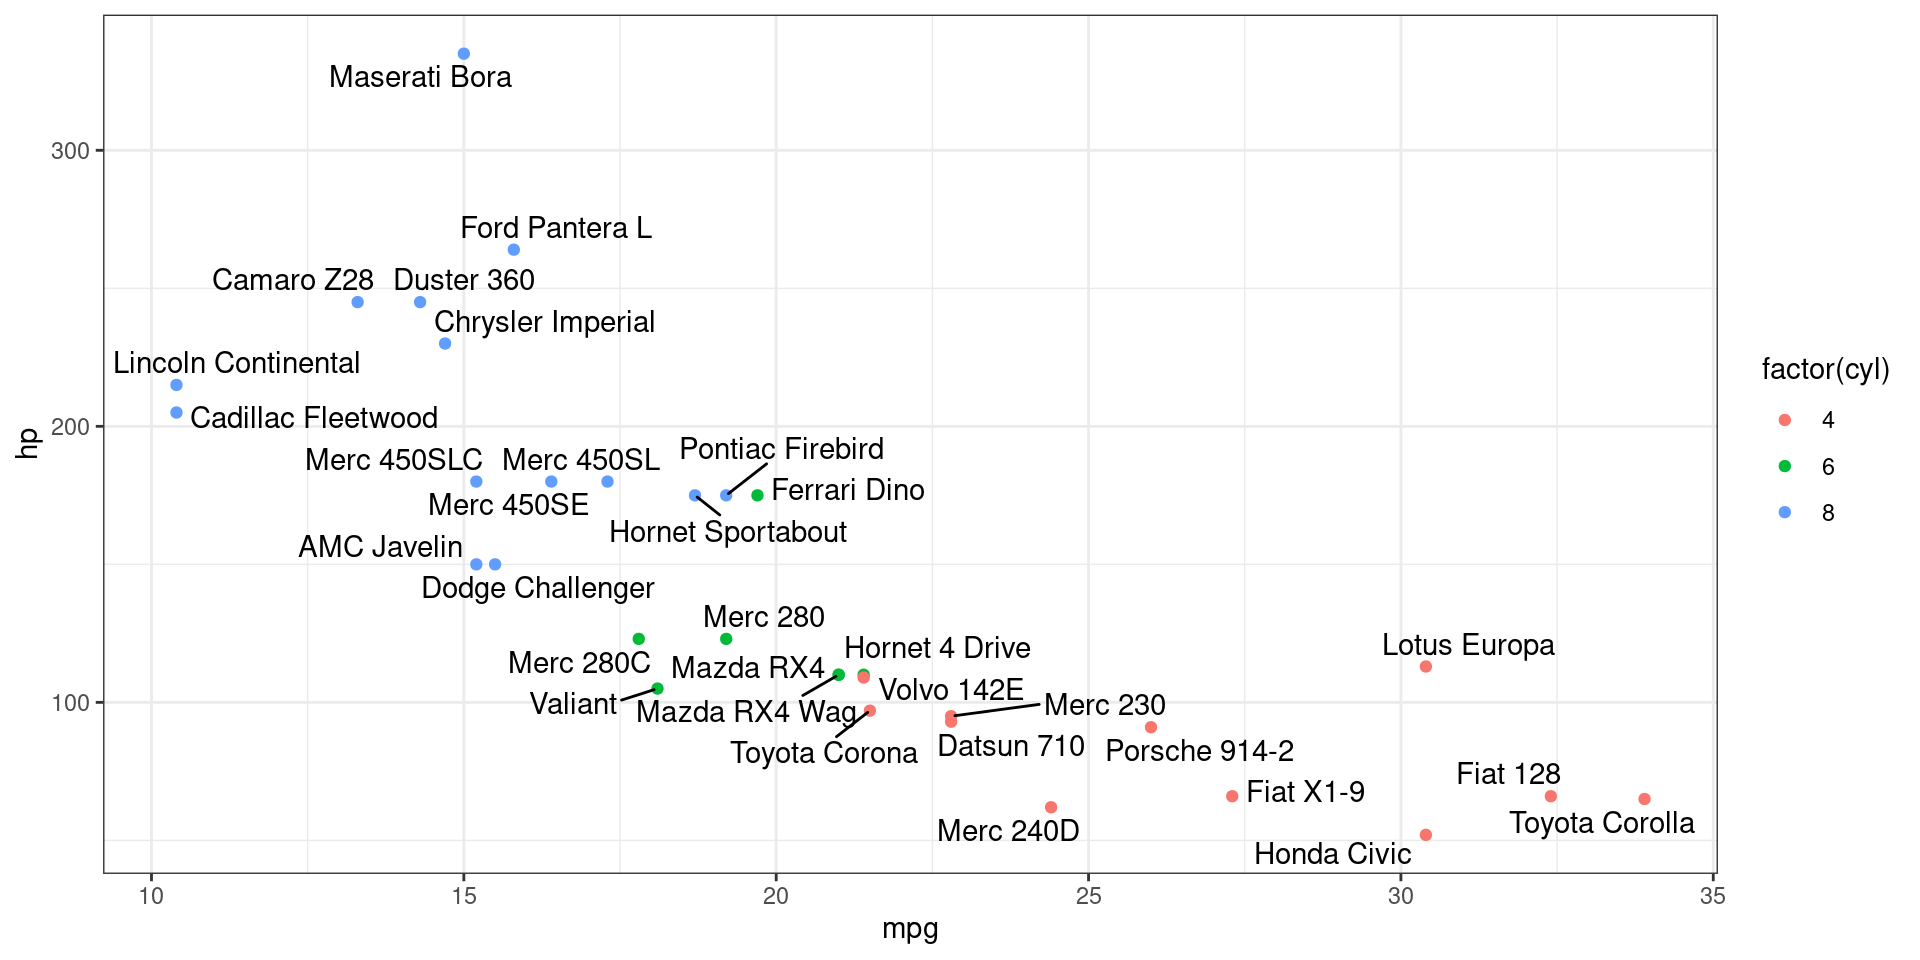 Maserati Bora
300
Ford Pantera L
Camaro Z28
Duster 360
Chrysler Imperial
Lincoln Continental
Cadillac Fleetwood
200
hp
Pontiac Firebird
Merc 450SLC
Merc 450SL
Ferrari Dino
Merc 450SE
Hornet Sportabout
AMC Javelin
Dodge Challenger
Merc 280
Hornet 4 Drive
Lotus Europa
Merc 280C
Mazda RX4
Volvo 142E
Valiant
100
Merc 230
Mazda RX4 Wag
Toyota Corona
Datsun 710
Porsche 914-2
Fiat 128
Fiat X1-9
Toyota Corolla
Merc 240D
Honda Civic
10
15
20
25
30
35
mpg
factor(cyl)
4
6
8